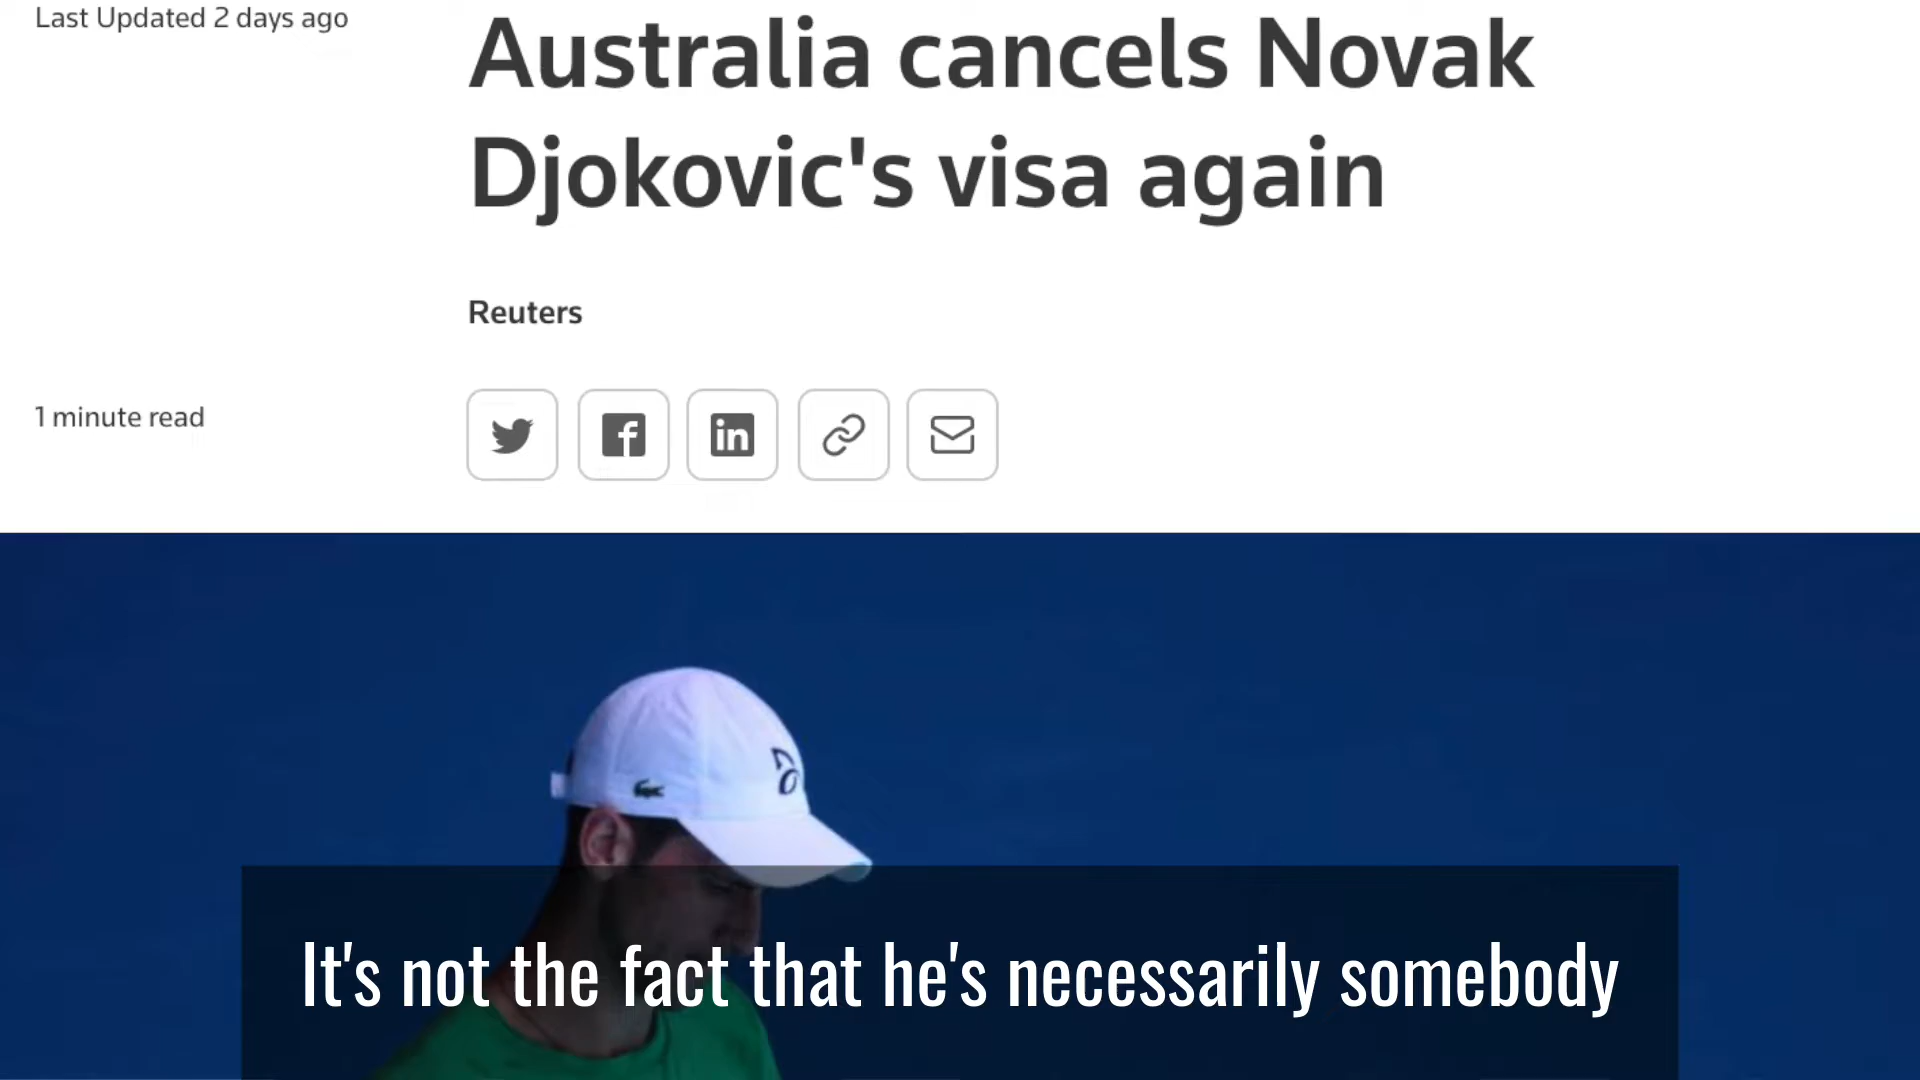 Last Updated 2 days ago
Australia cancels Novak
Djokovic's visa again
Reuters
1 minute read
It's not the fact that he's necessarily somebody